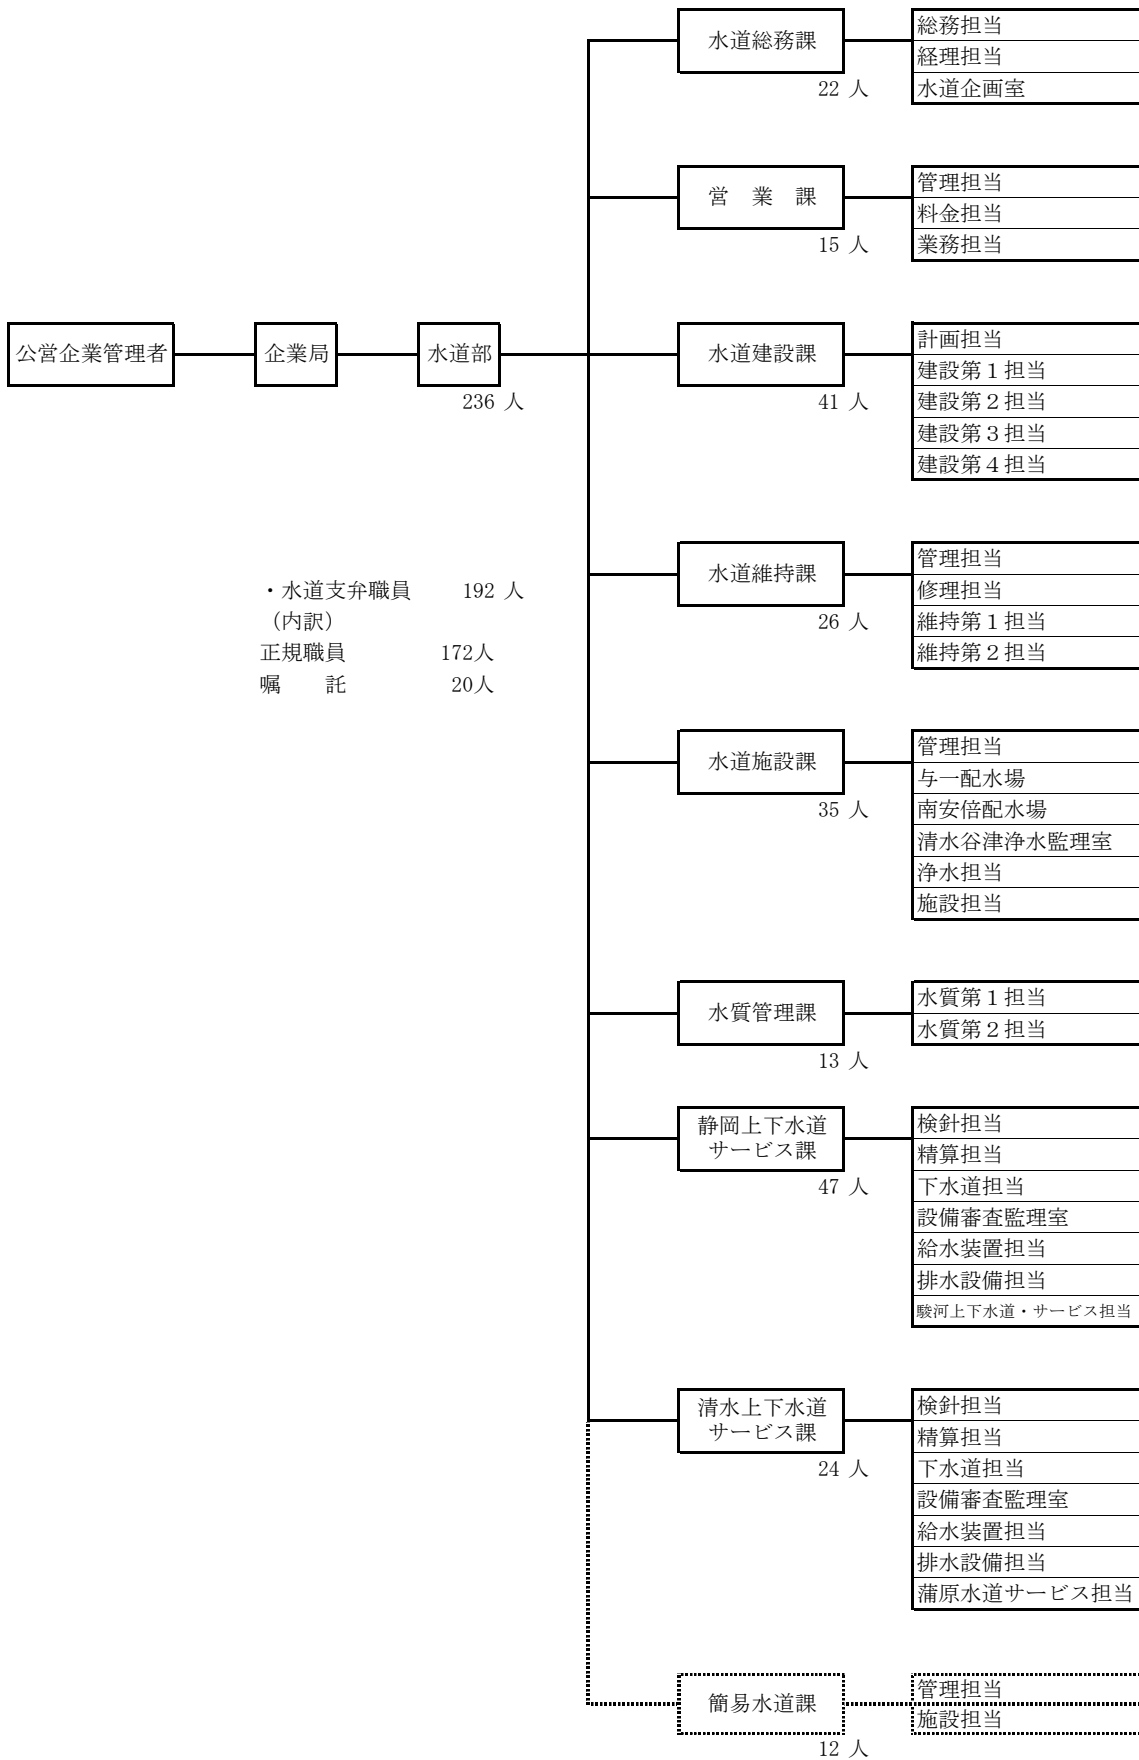 水道総務課
22 人
総務担当
経理担当
水道企画室
営　業　課
15 人
管理担当
料金担当
業務担当
公営企業管理者
企業局
水道部
236 人
水道建設課
41 人
計画担当
建設第１担当
建設第２担当
建設第３担当
建設第４担当
・水道支弁職員　192 人
（内訳）
正規職員　172人
嘱　託　20人
水道維持課
26 人
管理担当
修理担当
維持第１担当
維持第２担当
水道施設課
35 人
管理担当
与一配水場
南安倍配水場
清水谷津浄水監理室
浄水担当
施設担当
水質管理課
13 人
水質第１担当
水質第２担当
静岡上下水道
サービス課
47 人
検針担当
精算担当
下水道担当
設備審査監理室
給水装置担当
排水設備担当
駿河上下水道・サービス担当
清水上下水道
サービス課
24 人
検針担当
精算担当
下水道担当
設備審査監理室
給水装置担当
排水設備担当
蒲原水道サービス担当
簡易水道課
12 人
管理担当
施設担当